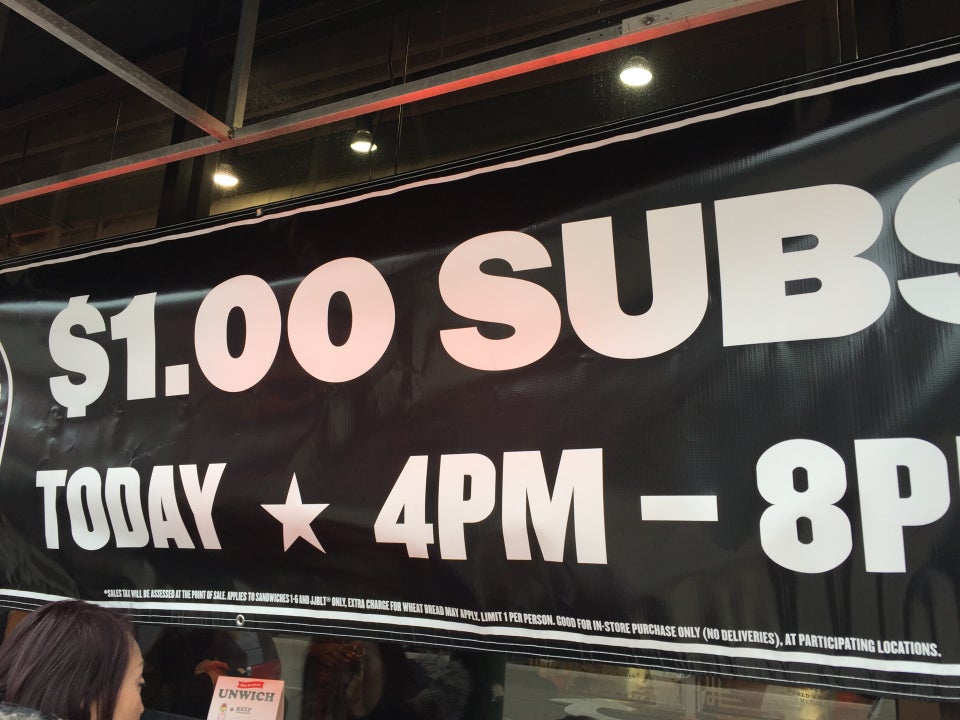 $1.00 SUBS
TODAY ★ 4PM – 8P
*SALES TAX WILL BE ASSESSED AT THE POINT OF SALE. APPLIES TO SANDWICHES 1-6 AND JJBLT® ONLY, EXTRA CHARGE FOR WHEAT BREAD MAY APPLY. LIMIT 1 PER PERSON. GOOD FOR IN-STORE PURCHASE ONLY (NO DELIVERIES), AT PARTICIPATING LOCATIONS.
UNWICH